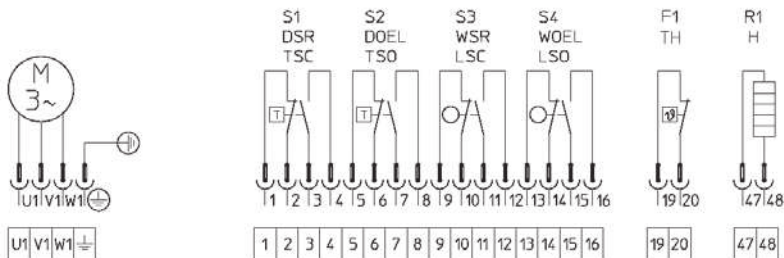 S1 S2 S3 S4 F1 R1
DSR DOEL WSR WOEL TH H
TSC TSO LSC LSO
M
3~
T T ϑ
U1 V1 W1 1 2 3 4 5 6 7 8 9 10 11 12 13 14 15 16 19 20 47 48
U1 V1 W1 1 2 3 4 5 6 7 8 9 10 11 12 13 14 15 16 19 20 47 48